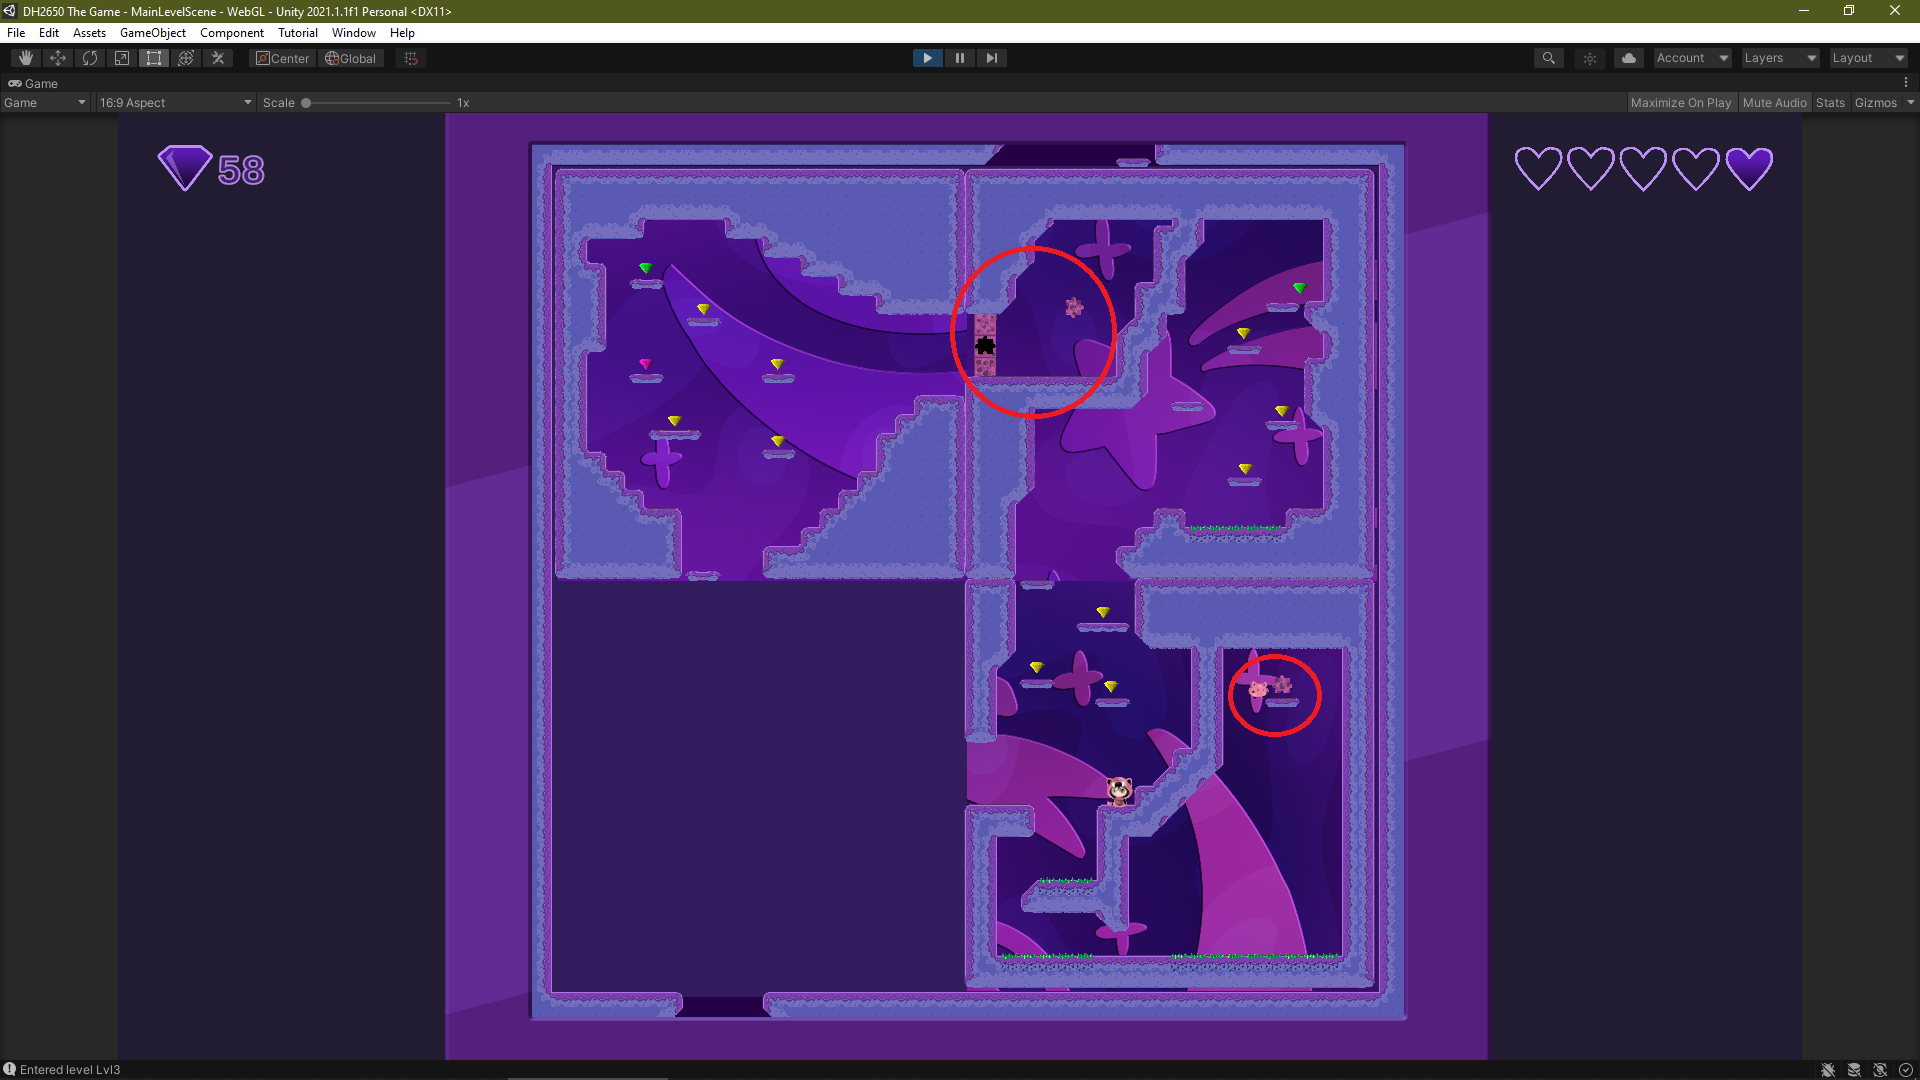 DH2650 The Game - MainLevelScene - WebGL - Unity 2021.1.1f1 Personal <DX11>
File Edit Assets GameObject Component Tutorial Window Help
Center Global Account Layers Layout
Game
Game 16:9 Aspect Scale 1x Maximize On Play Mute Audio Stats Gizmos
58
Entered level Lvl3